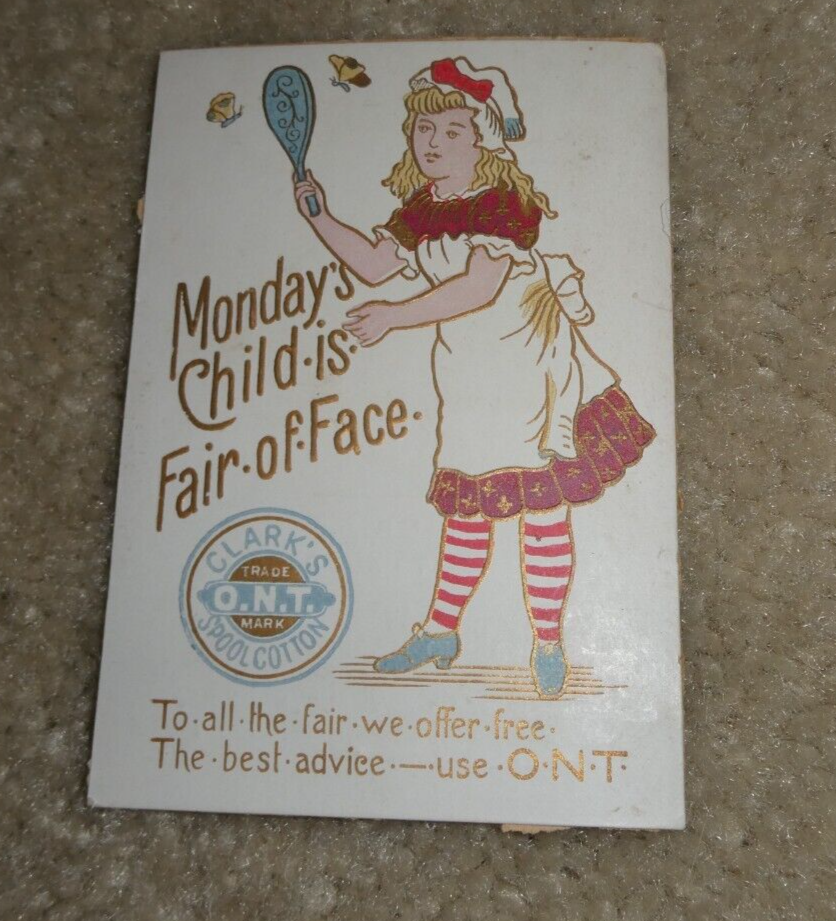 Monday's
Child·is·
Fair·of·Face·
CLARK'S
TRADE
O.N.T.
MARK
SPOOL COTTON
To·all·the·fair·we·offer·free·
The·best·advice·—·use·O·N·T·